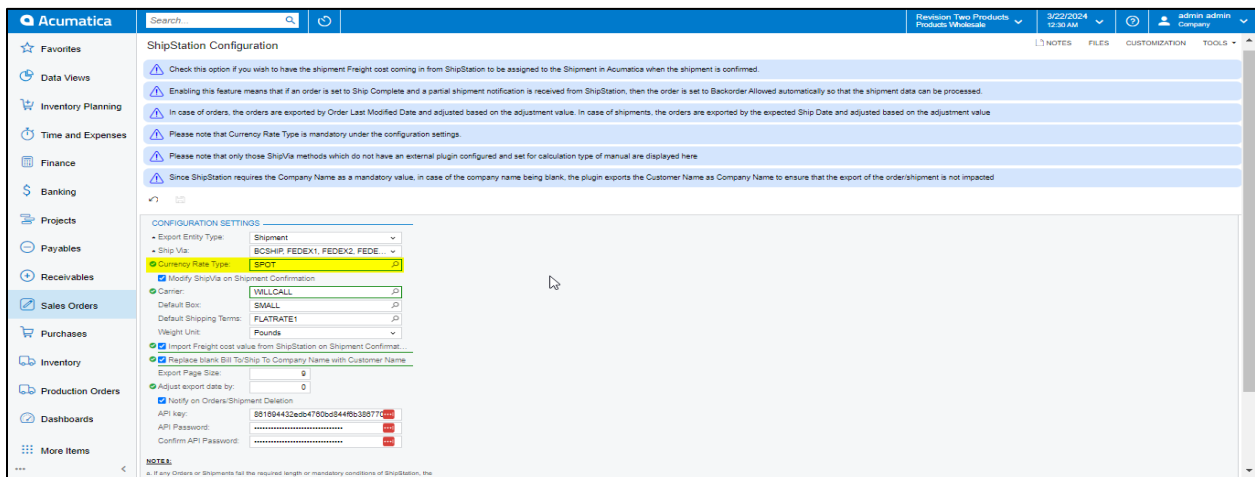 Acumatica
Search...
Revision Two Products
Products Wholesale
3/22/2024
12:30 AM
admin admin
Company
Favorites
Data Views
Inventory Planning
Time and Expenses
Finance
Banking
Projects
Payables
Receivables
Sales Orders
Purchases
Inventory
Production Orders
Dashboards
More Items
ShipStation Configuration
NOTES FILES CUSTOMIZATION TOOLS
Check this option if you wish to have the shipment Freight cost coming in from ShipStation to be assigned to the Shipment in Acumatica when the shipment is confirmed.
Enabling this feature means that if an order is set to Ship Complete and a partial shipment notification is received from ShipStation, then the order is set to Backorder Allowed automatically so that the shipment data can be processed.
In case of orders, the orders are exported by Order Last Modified Date and adjusted based on the adjustment value. In case of shipments, the orders are exported by the expected Ship Date and adjusted based on the adjustment value
Please note that Currency Rate Type is mandatory under the configuration settings.
Please note that only those ShipVia methods which do not have an external plugin configured and set for calculation type of manual are displayed here
Since ShipStation requires the Company Name as a mandatory value, in case of the company name being blank, the plugin exports the Customer Name as Company Name to ensure that the export of the order/shipment is not impacted
CONFIGURATION SETTINGS
Export Entity Type: Shipment
Ship Via: BCSHIP, FEDEX1, FEDEX2, FEDE...
Currency Rate Type: SPOT
Modify ShipVia on Shipment Confirmation
Carrier: WILLCALL
Default Box: SMALL
Default Shipping Terms: FLATRATE1
Weight Unit: Pounds
Import Freight cost value from ShipStation on Shipment Confirmat...
Replace blank Bill To/Ship To Company Name with Customer Name
Export Page Size: 9
Adjust export date by: 0
Notify on Orders/Shipment Deletion
API key:
API Password:
Confirm API Password:
NOTES:
a. If any Orders or Shipments fail the required length or mandatory conditions of ShipStation, the